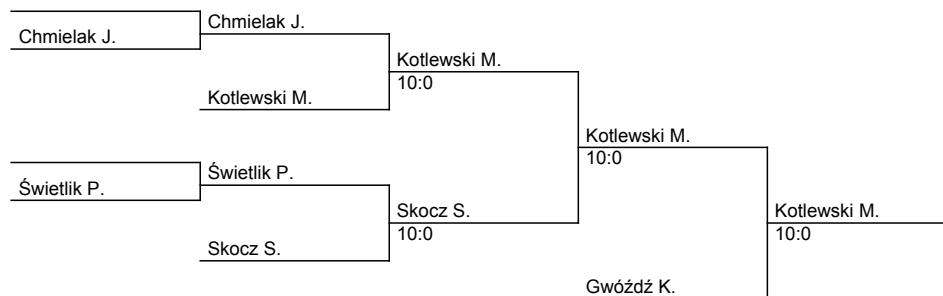 Chmielak J.
Chmielak J.
Kotlewski M.
10:0
Kotlewski M.
Kotlewski M.
10:0
Świetlik P.
Świetlik P.
Skocz S.
10:0
Kotlewski M.
10:0
Skocz S.
Gwóźdź K.